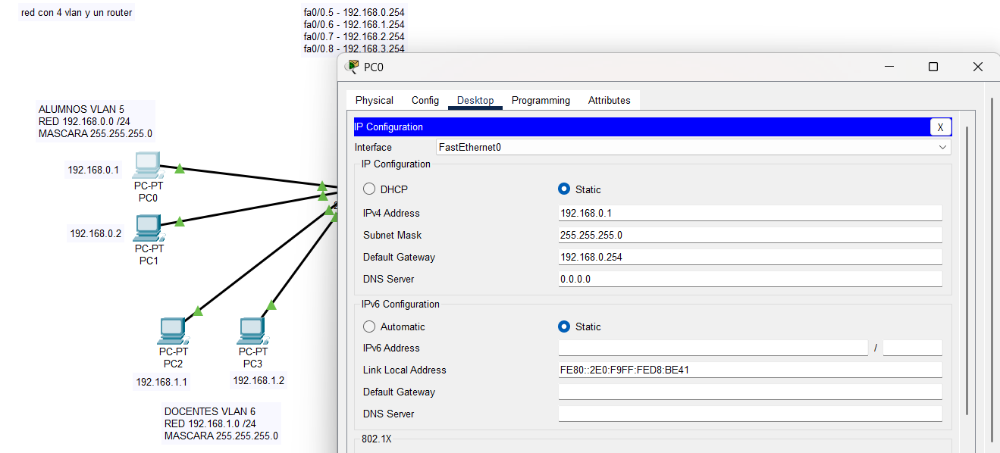 red con 4 vlan y un router
fa0/0.5 - 192.168.0.254
fa0/0.6 - 192.168.1.254
fa0/0.7 - 192.168.2.254
fa0/0.8 - 192.168.3.254
ALUMNOS VLAN 5
RED 192.168.0.0 /24
MASCARA 255.255.255.0
192.168.0.1
PC-PT
PC0
192.168.0.2
PC-PT
PC1
PC-PT
PC2
192.168.1.1
PC-PT
PC3
192.168.1.2
DOCENTES VLAN 6
RED 192.168.1.0 /24
MASCARA 255.255.255.0
PC0
Physical Config Desktop Programming Attributes
IP Configuration X
Interface FastEthernet0
IP Configuration
DHCP Static
IPv4 Address 192.168.0.1
Subnet Mask 255.255.255.0
Default Gateway 192.168.0.254
DNS Server 0.0.0.0
IPv6 Configuration
Automatic Static
IPv6 Address /
Link Local Address FE80::2E0:F9FF:FED8:BE41
Default Gateway
DNS Server
802.1X